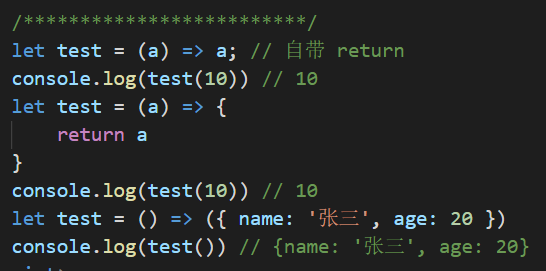 /************************/
let test = (a) => a; // 自带 return
console.log(test(10)) // 10
let test = (a) => {
    return a
}
console.log(test(10)) // 10
let test = () => ({ name: '张三', age: 20 })
console.log(test()) // {name: '张三', age: 20}